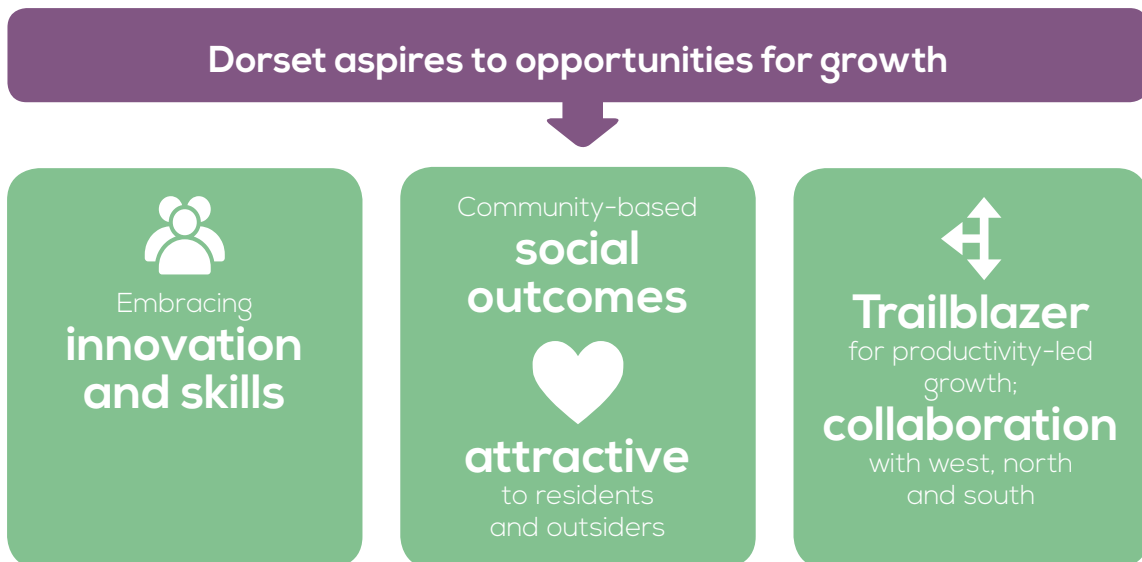 Dorset aspires to opportunities for growth
Embracing
innovation
and skills
Community-based
social
outcomes
attractive
to residents
and outsiders
Trailblazer
for productivity-led
growth;
collaboration
with west, north
and south